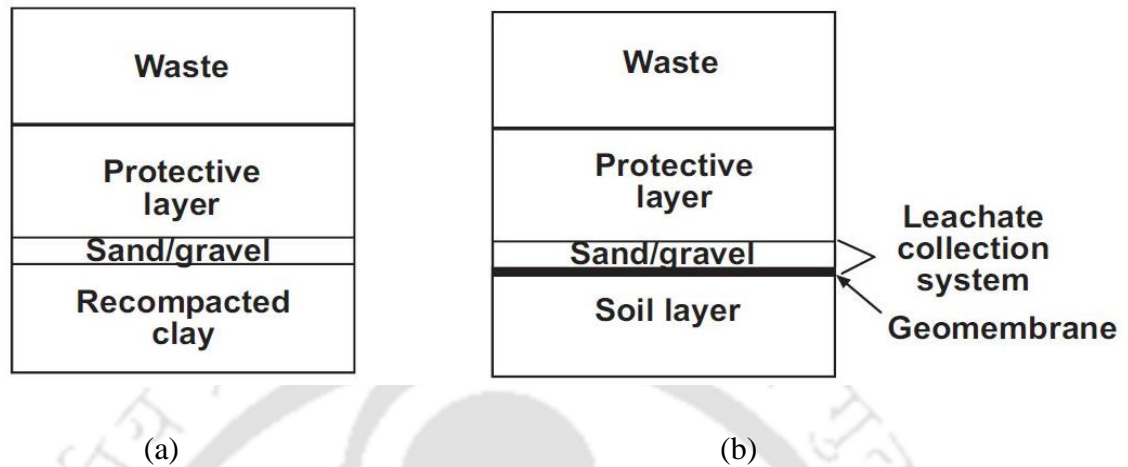 Waste
Protective
layer
Sand/gravel
Recompacted
clay
Waste
Protective
layer
Sand/gravel
Soil layer
Leachate
collection
system
Geomembrane
(a)
(b)